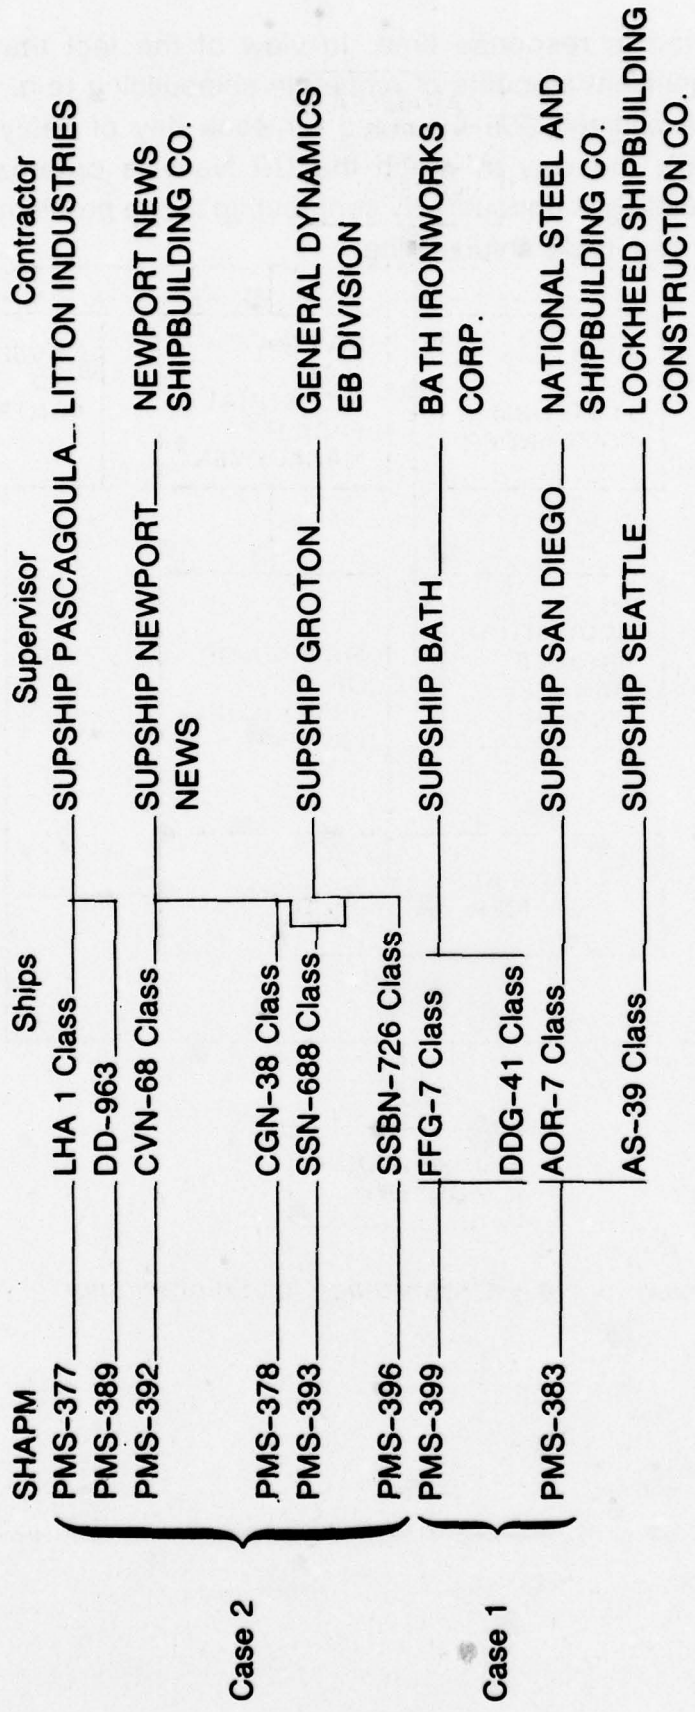 SHAPM Ships Supervisor Contractor
PMS-377 LHA 1 Class SUPSHIP PASCAGOULA LITTON INDUSTRIES
PMS-389 DD-963
PMS-392 CVN-68 Class SUPSHIP NEWPORT NEWPORT NEWS
NEWS SHIPBUILDING CO.
Case 2
PMS-378 CGN-38 Class
PMS-393 SSN-688 Class SUPSHIP GROTON GENERAL DYNAMICS
EB DIVISION
PMS-396 SSBN-726 Class
PMS-399 FFG-7 Class SUPSHIP BATH BATH IRONWORKS
CORP.
Case 1
DDG-41 Class
PMS-383 AOR-7 Class SUPSHIP SAN DIEGO NATIONAL STEEL AND
SHIPBUILDING CO.
AS-39 Class SUPSHIP SEATTLE LOCKHEED SHIPBUILDING
CONSTRUCTION CO.